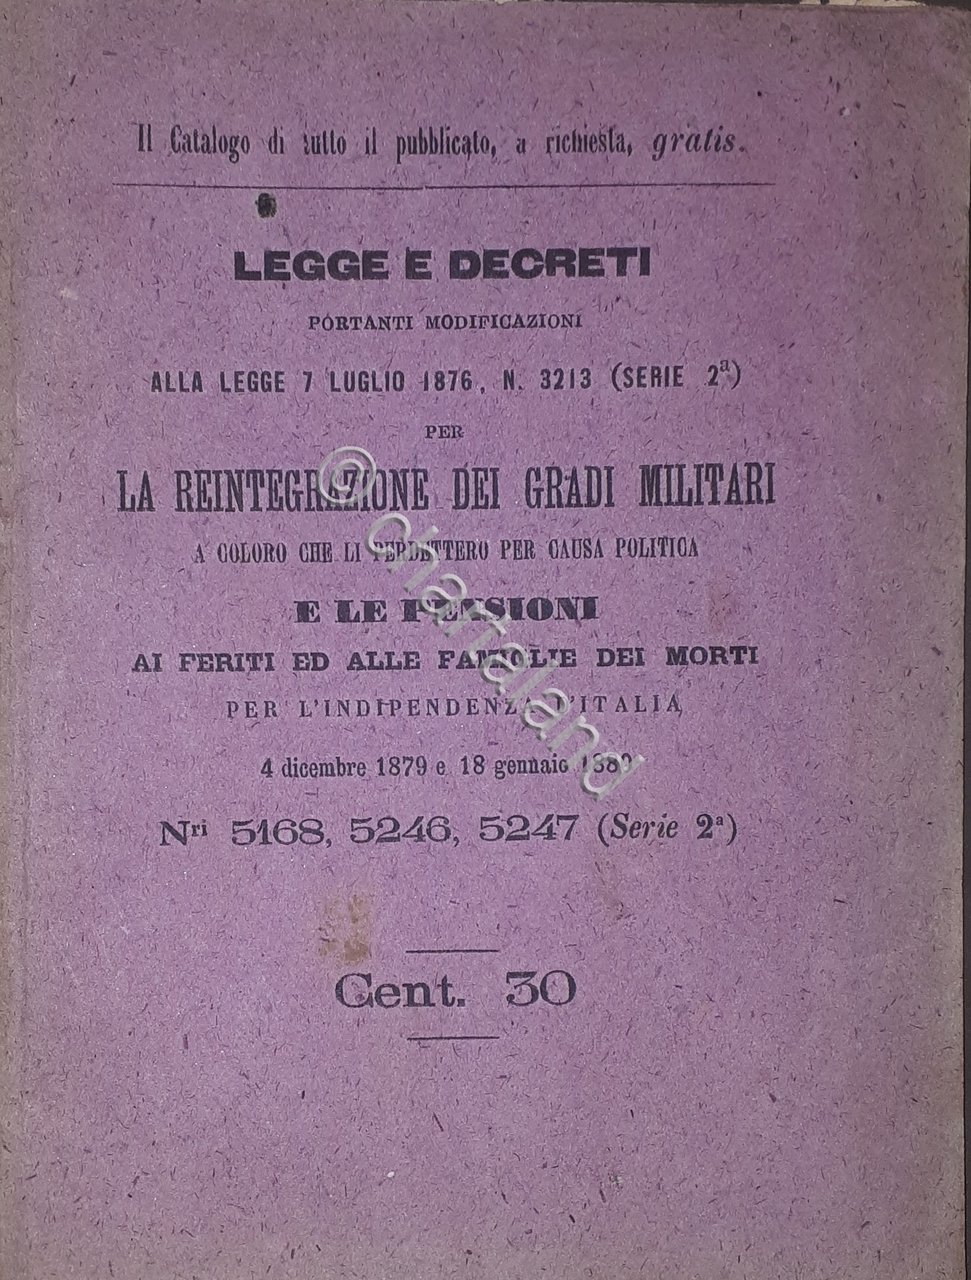 Il Catalogo di tutto il pubblicato, a richiesta, gratis.
LEGGE E DECRETI
PORTANTI MODIFICAZIONI
ALLA LEGGE 7 LUGLIO 1876, N. 3213 (SERIE 2ª)
PER
LA REINTEGRAZIONE DEI GRADI MILITARI
A COLORO CHE LI PERDETTERO PER CAUSA POLITICA
E LE PENSIONI
AI FERITI ED ALLE FAMIGLIE DEI MORTI
PER L'INDIPENDENZA D'ITALIA
4 dicembre 1879 e 18 gennaio 1880
Nri 5168, 5246, 5247 (Serie 2ª)
Cent. 30
© chartaland